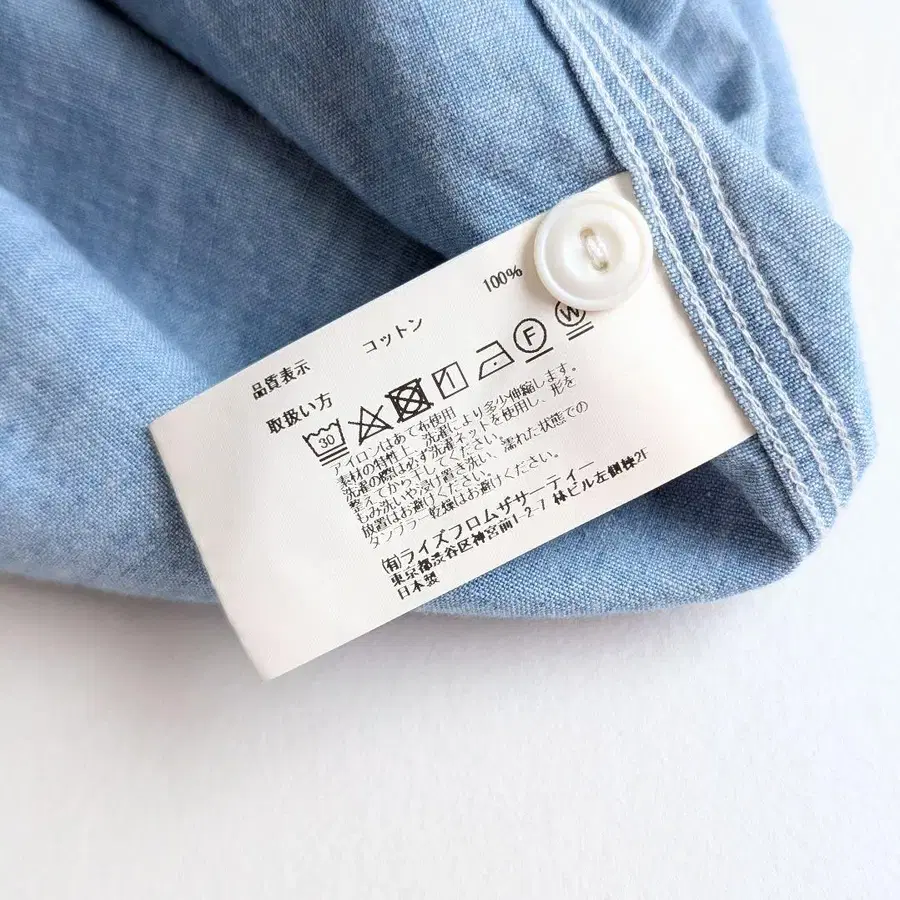 品質表示
コットン 100%
取扱い方
30 F W
アイロンはあて布使用
素材の特性上、洗濯により多少伸縮します。
洗濯の際は必ず洗濯ネットを使用し、形を
整えてから干してください。
もみ洗いや浸け置き洗い、濡れた状態での
放置はお避けください。
タンブラー乾燥はお避けください。
(有)ライズフロムザサーティー
東京都渋谷区神宮前1-2-7 林ビル左側棟2F
日本製